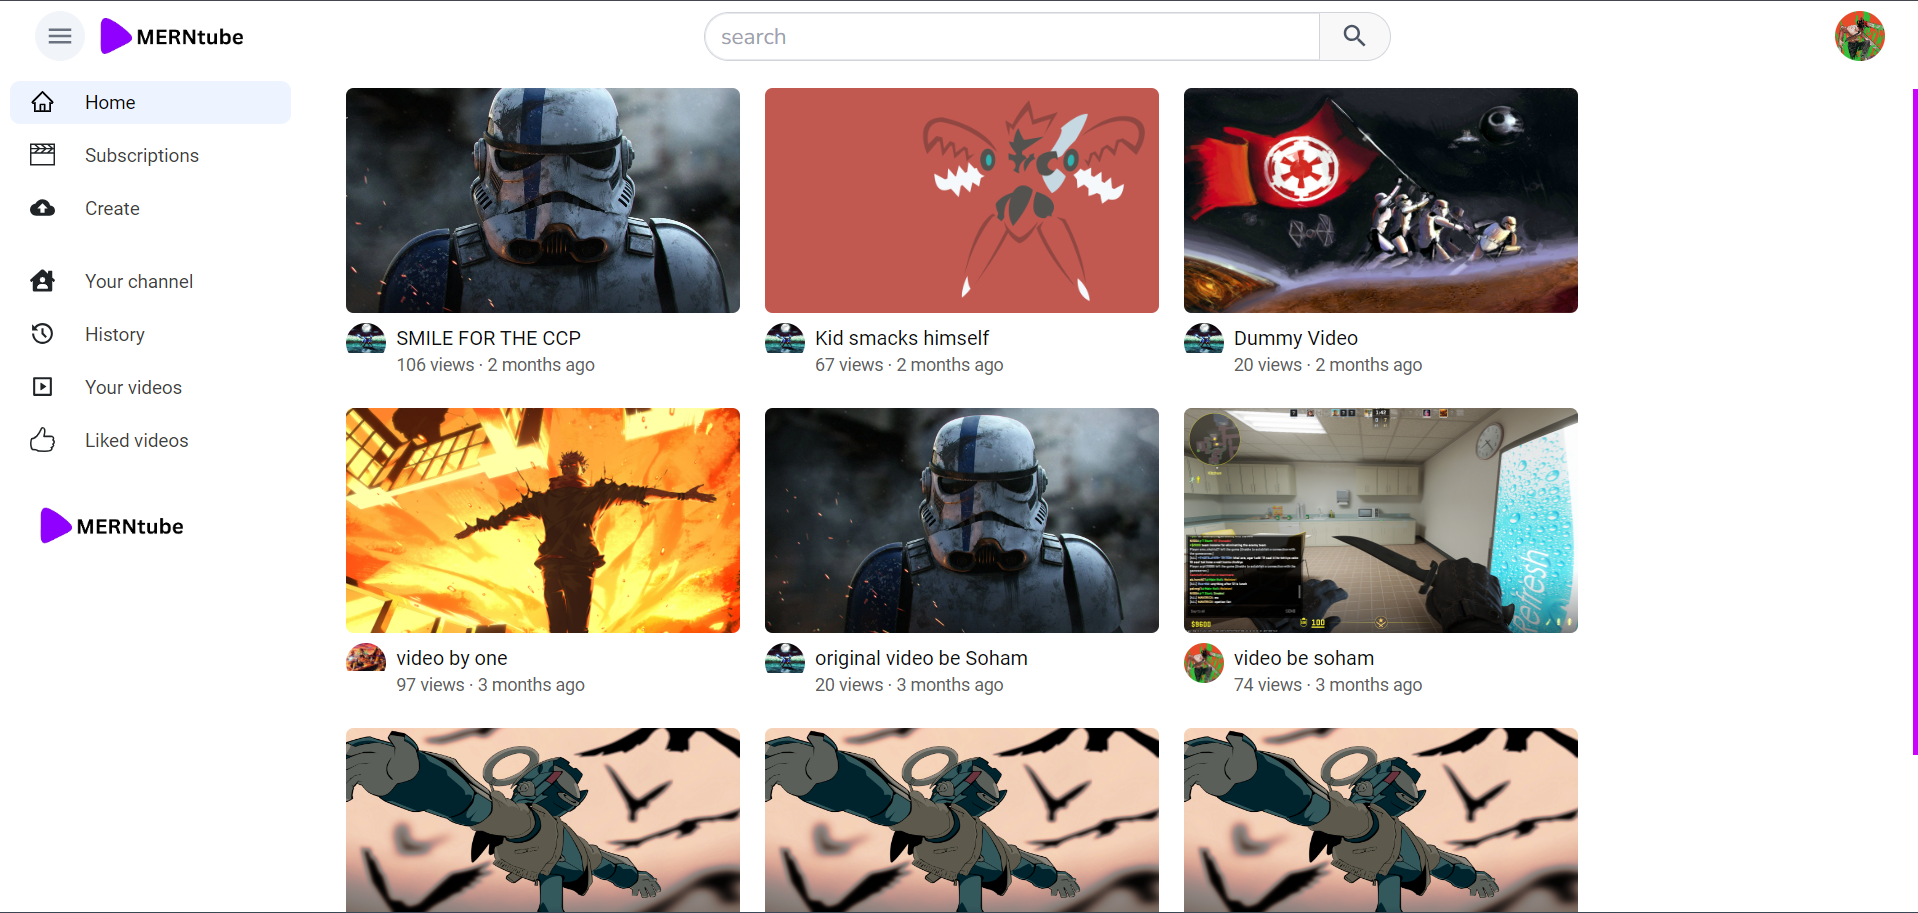 MERNtube
search
Home
Subscriptions
Create
Your channel
History
Your videos
Liked videos
MERNtube
SMILE FOR THE CCP
106 views · 2 months ago
Kid smacks himself
67 views · 2 months ago
Dummy Video
20 views · 2 months ago
Refresh
$9600
100
video by one
97 views · 3 months ago
original video be Soham
20 views · 3 months ago
video be soham
74 views · 3 months ago